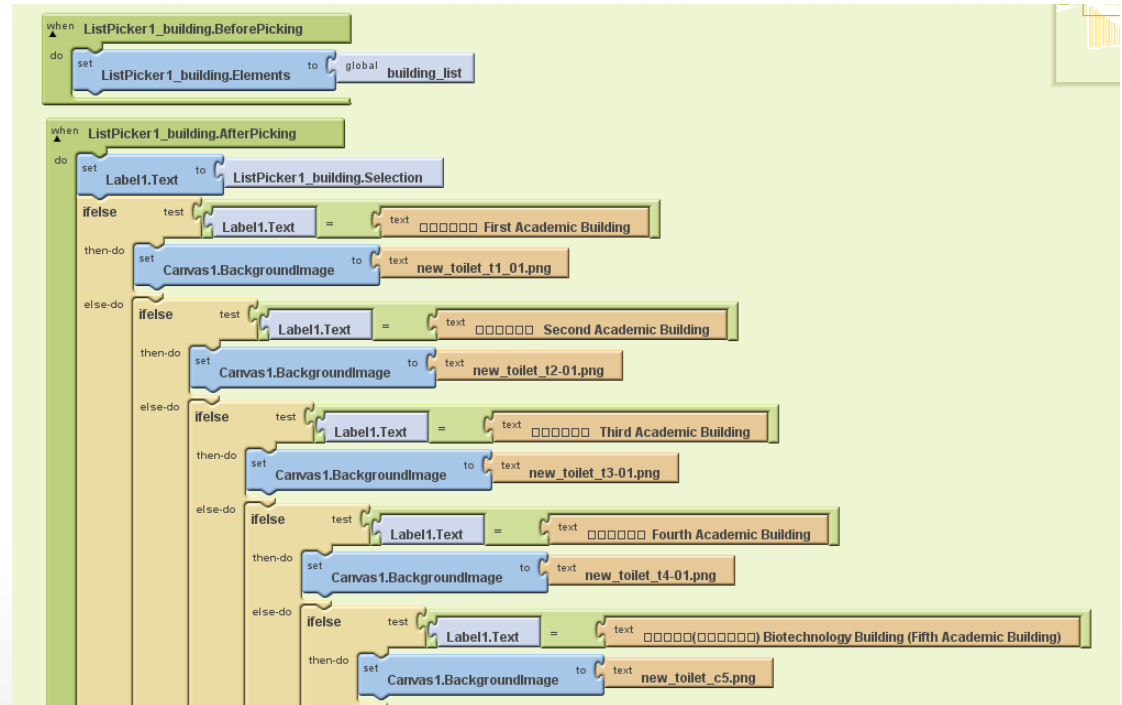 when ListPicker1_building.BeforePicking
do set ListPicker1_building.Elements to global building_list
when ListPicker1_building.AfterPicking
do set Label1.Text to ListPicker1_building.Selection
ifelse test Label1.Text = text □□□□□□ First Academic Building
then-do set Canvas1.BackgroundImage to text new_toilet_t1_01.png
else-do ifelse test Label1.Text = text □□□□□□ Second Academic Building
then-do set Canvas1.BackgroundImage to text new_toilet_t2-01.png
else-do ifelse test Label1.Text = text □□□□□□ Third Academic Building
then-do set Canvas1.BackgroundImage to text new_toilet_t3-01.png
else-do ifelse test Label1.Text = text □□□□□□ Fourth Academic Building
then-do set Canvas1.BackgroundImage to text new_toilet_t4-01.png
else-do ifelse test Label1.Text = text □□□□□(□□□□□□) Biotechnology Building (Fifth Academic Building)
then-do set Canvas1.BackgroundImage to text new_toilet_c5.png